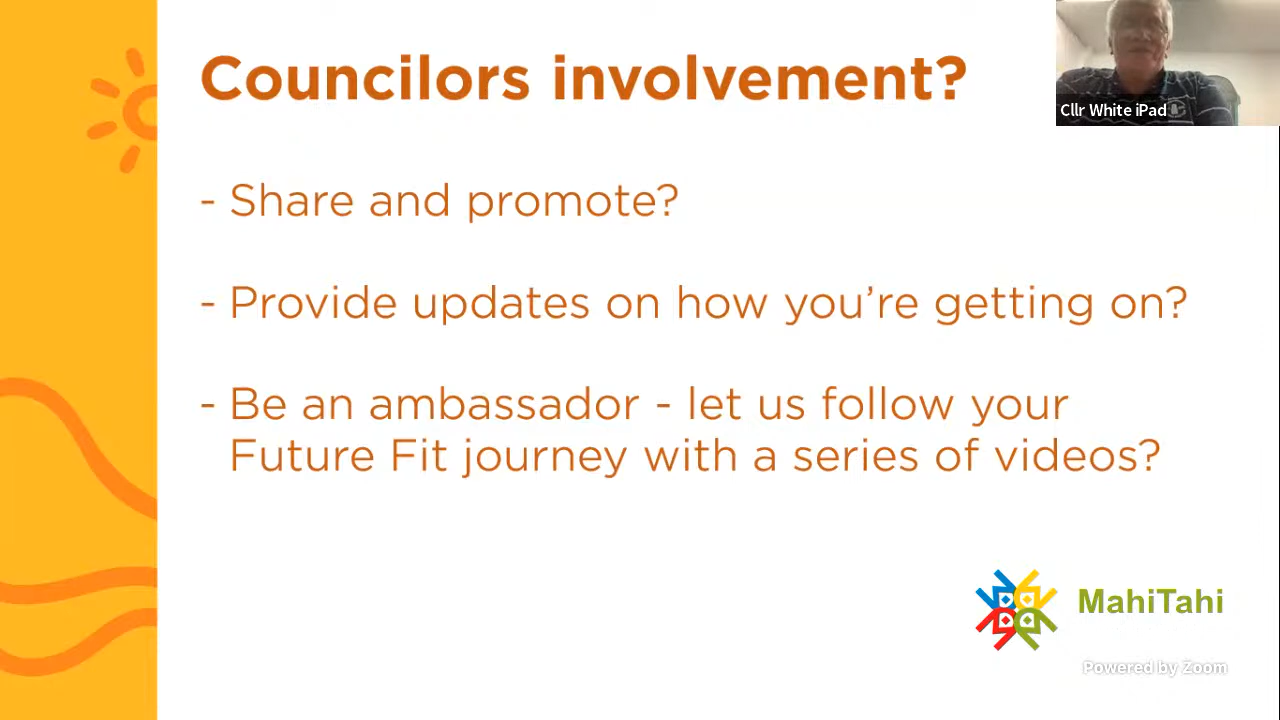 Councilors involvement?
Cllr White iPad
- Share and promote?
- Provide updates on how you’re getting on?
- Be an ambassador - let us follow your
Future Fit journey with a series of videos?
MahiTahi
Powered by Zoom